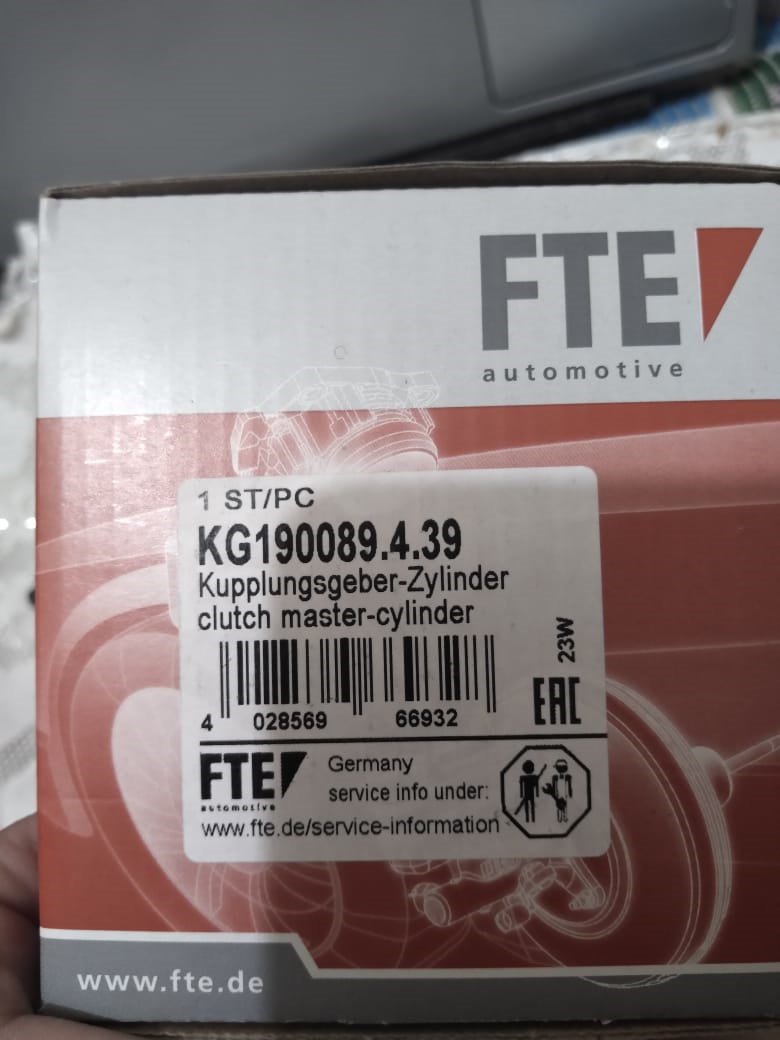 FTE
automotive
1 ST/PC
KG190089.4.39
Kupplungsgeber-Zylinder
clutch master-cylinder
23W
4 028569 66932
EAC
FTE
automotive
Germany
service info under:
www.fte.de/service-information
www.fte.de